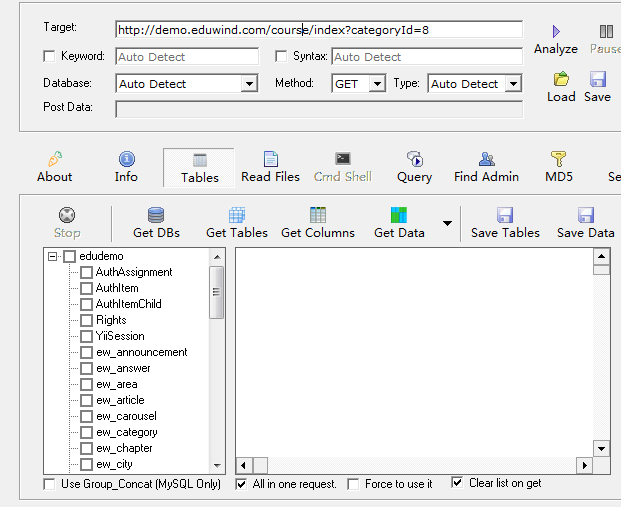 Target: http://demo.eduwind.com/course/index?categoryId=8
Analyze Pause
Keyword: Auto Detect Syntax: Auto Detect
Database: Auto Detect Method: GET Type: Auto Detect
Load Save
Post Data:
About Info Tables Read Files Cmd Shell Query Find Admin MD5 Se
Stop Get DBs Get Tables Get Columns Get Data Save Tables Save Data
edudemo
AuthAssignment
AuthItem
AuthItemChild
Rights
YiiSession
ew_announcement
ew_answer
ew_area
ew_article
ew_carousel
ew_category
ew_chapter
ew_city
Use Group_Concat (MySQL Only) All in one request. Force to use it Clear list on get